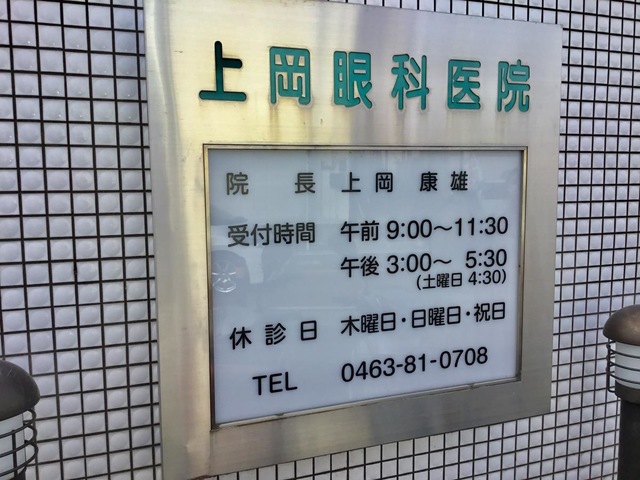 上岡眼科医院
院長 上岡 康雄
受付時間 午前 9:00～11:30
午後 3:00～ 5:30
(土曜日 4:30)
休診日 木曜日・日曜日・祝日
TEL 0463-81-0708